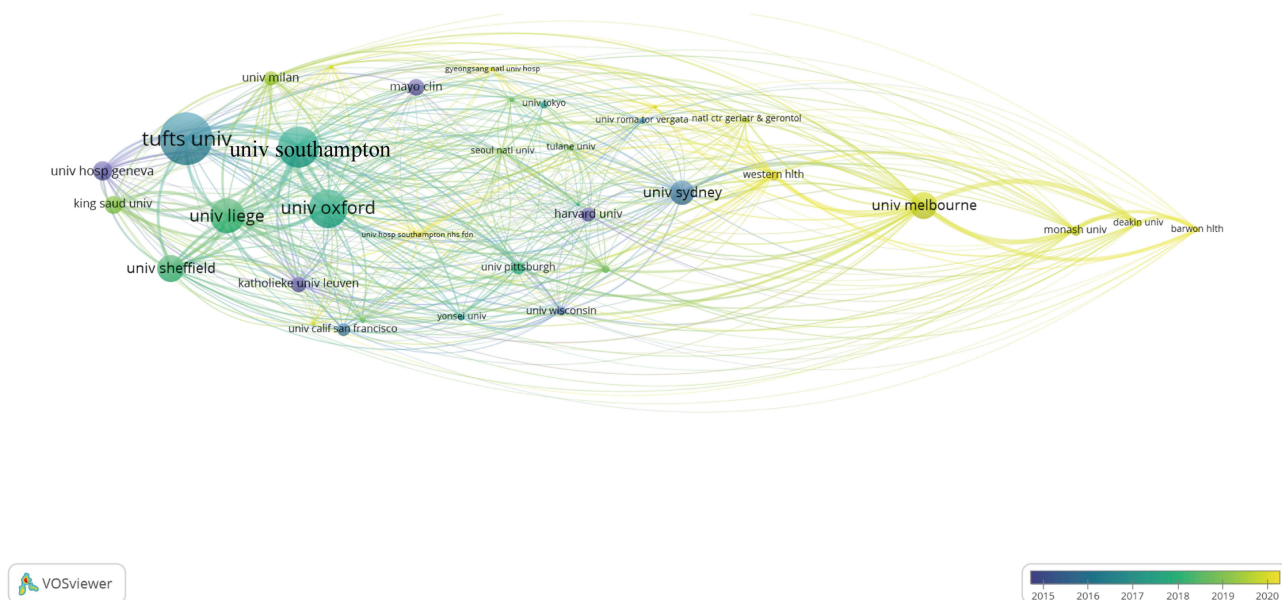 gyeongsang natl univ hosp
univ milan
mayo clin
univ tokyo
univ roma tor vergata
natl ctr geriatr & gerontol
tufts univ
univ southampton
seoul natl univ
tulane univ
univ hosp geneva
western hlth
king saud univ
univ sydney
univ liege
univ oxford
harvard univ
univ melbourne
deakin univ
monash univ
barwon hlth
univ hosp southampton nhs fdn
univ sheffield
univ pittsburgh
katholieke univ leuven
univ wisconsin
yonsei univ
univ calif san francisco
VOSviewer
2015 2016 2017 2018 2019 2020